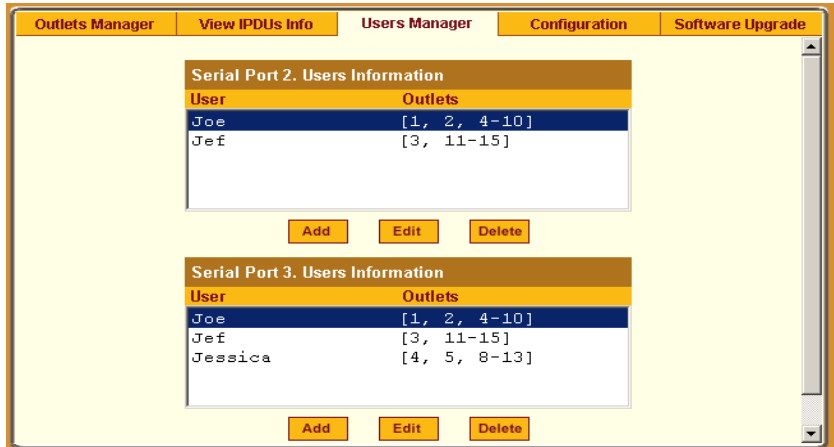 Outlets Manager View IPDUs Info Users Manager Configuration Software Upgrade
Serial Port 2. Users Information
User Outlets
Joe [1, 2, 4-10]
Jef [3, 11-15]
Add Edit Delete
Serial Port 3. Users Information
User Outlets
Joe [1, 2, 4-10]
Jef [3, 11-15]
Jessica [4, 5, 8-13]
Add Edit Delete